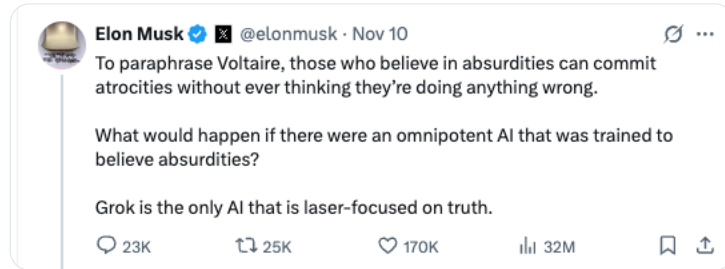 Elon Musk @elonmusk · Nov 10
To paraphrase Voltaire, those who believe in absurdities can commit
atrocities without ever thinking they’re doing anything wrong.
What would happen if there were an omnipotent AI that was trained to
believe absurdities?
Grok is the only AI that is laser-focused on truth.
23K 25K 170K 32M